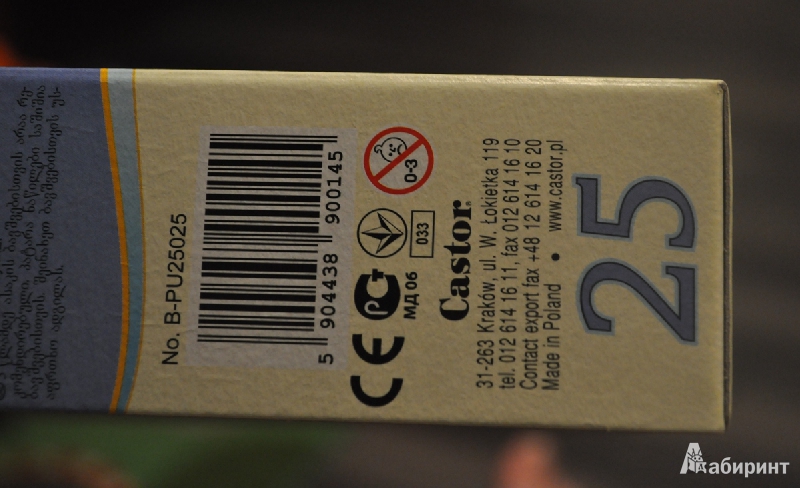 No. B-PU25025
5 904438 900145
0-3
033
МД 06
CE
Castor
31-263 Kraków, ul. W. Łokietka 119
tel. 012 614 16 11, fax 012 614 16 10
Contact export fax +48 12 614 16 20
Made in Poland • www.castor.pl
25
Лабиринт